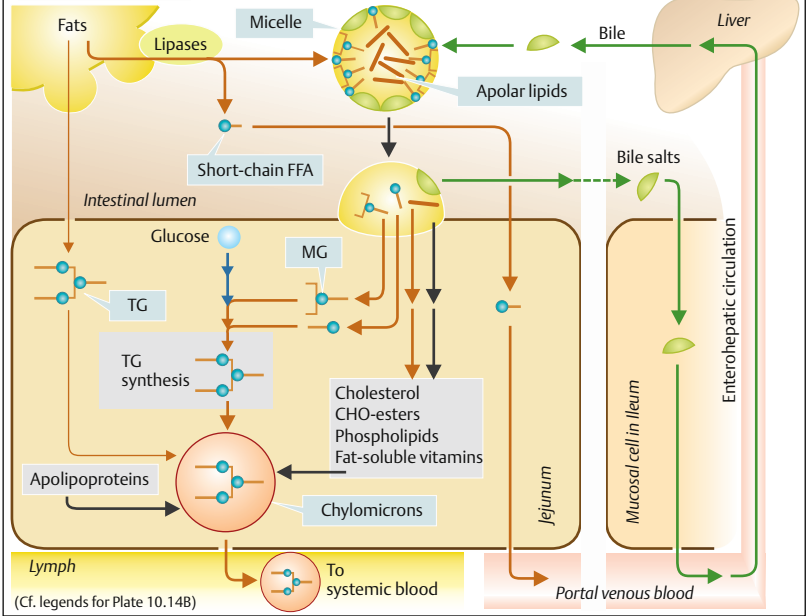 Fats
Lipases
Micelle
Bile
Liver
Apolar lipids
Short-chain FFA
Bile salts
Intestinal lumen
Glucose
MG
TG
TG
synthesis
Cholesterol
CHO-esters
Phospholipids
Fat-soluble vitamins
Apolipoproteins
Chylomicrons
Jejunum
Mucosal cell in Ileum
Enterohepatic circulation
Lymph
To
systemic blood
Portal venous blood
(Cf. legends for Plate 10.14B)